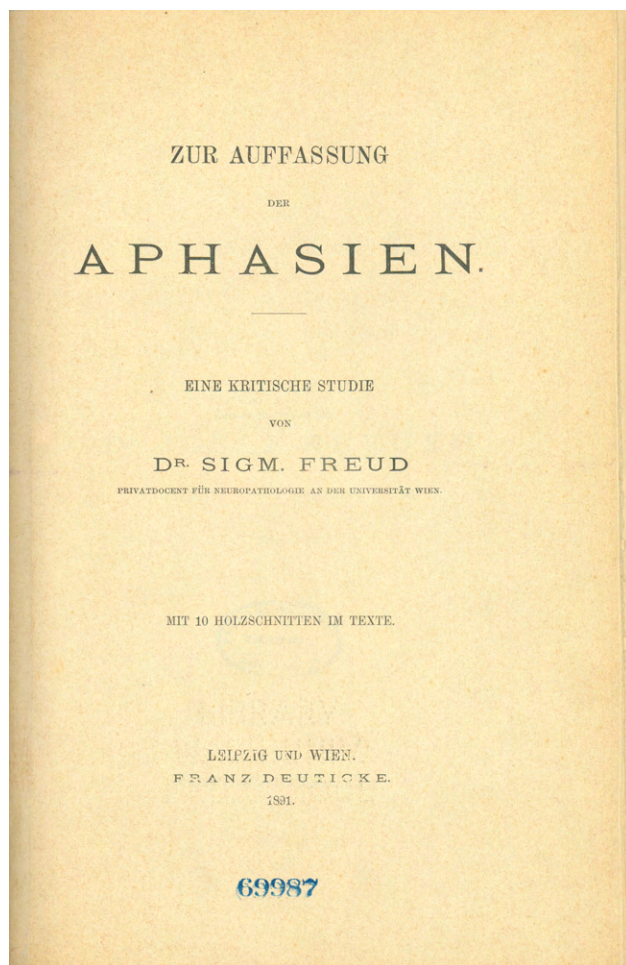 ZUR AUFFASSUNG
DER
APHASIEN.
EINE KRITISCHE STUDIE
VON
DR. SIGM. FREUD
PRIVATDOCENT FÜR NEUROPATHOLOGIE AN DER UNIVERSITÄT WIEN.
MIT 10 HOLZSCHNITTEN IM TEXTE.
LEIPZIG UND WIEN.
FRANZ DEUTICKE.
1891.
69987